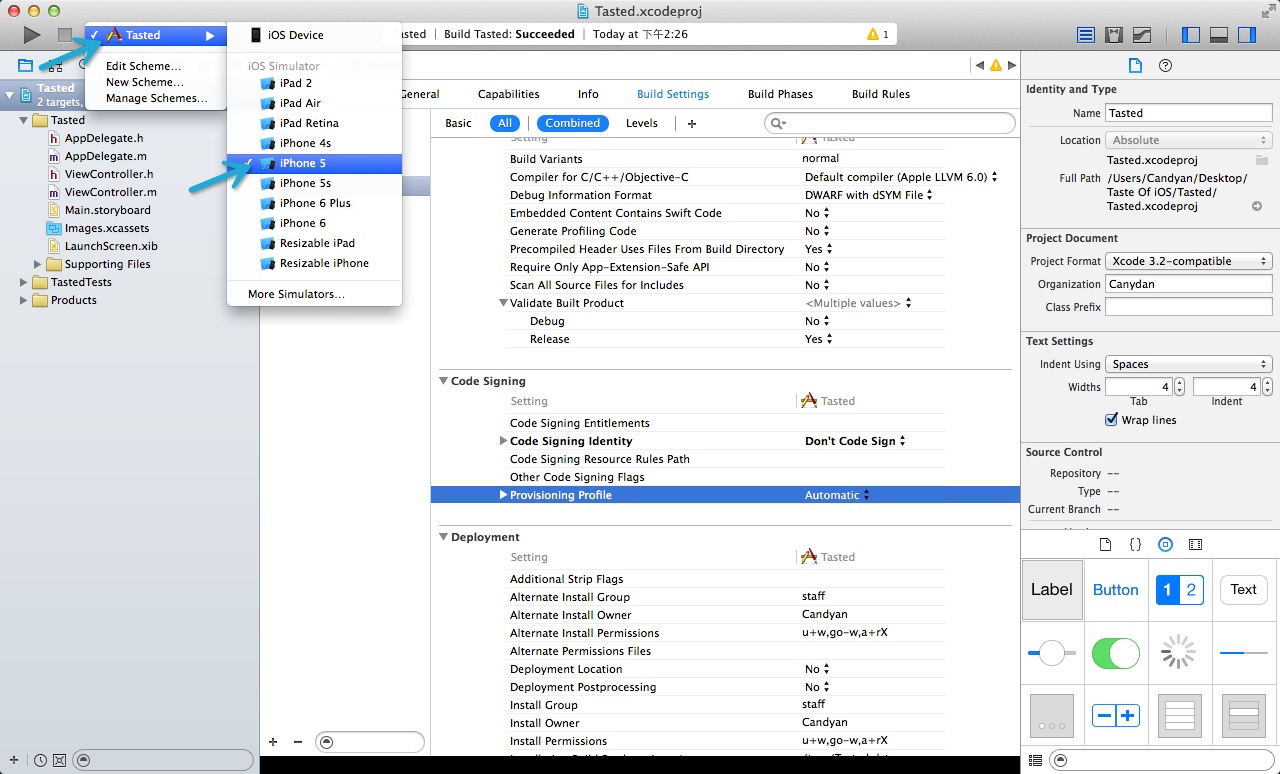 Tasted.xcodeproj
Tasted
Edit Scheme...
New Scheme...
Manage Schemes...
iOS Device
iOS Simulator
iPad 2
iPad Air
iPad Retina
iPhone 4s
iPhone 5
iPhone 5s
iPhone 6 Plus
iPhone 6
Resizable iPad
Resizable iPhone
More Simulators...
Build Tasted: Succeeded
Today at 下午2:26
1
Tasted
2 targets,
Tasted
AppDelegate.h
AppDelegate.m
ViewController.h
ViewController.m
Main.storyboard
Images.xcassets
LaunchScreen.xib
Supporting Files
TastedTests
Products
Capabilities
Info
Build Settings
Build Phases
Build Rules
Basic
All
Combined
Levels
Setting Tasted
Build Variants normal
Compiler for C/C++/Objective-C Default compiler (Apple LLVM 6.0)
Debug Information Format DWARF with dSYM File
Embedded Content Contains Swift Code No
Generate Profiling Code No
Precompiled Header Uses Files From Build Directory Yes
Require Only App-Extension-Safe API No
Scan All Source Files for Includes No
Validate Built Product <Multiple values>
Debug No
Release Yes
Code Signing
Setting Tasted
Code Signing Entitlements
Code Signing Identity Don't Code Sign
Code Signing Resource Rules Path
Other Code Signing Flags
Provisioning Profile Automatic
Deployment
Setting Tasted
Additional Strip Flags
Alternate Install Group staff
Alternate Install Owner Candyan
Alternate Install Permissions u+w,go-w,a+rX
Alternate Permissions Files
Deployment Location No
Deployment Postprocessing No
Install Group staff
Install Owner Candyan
Install Permissions u+w,go-w,a+rX
Identity and Type
Name Tasted
Location Absolute
Tasted.xcodeproj
Full Path /Users/Candyan/Desktop/
Taste Of iOS/Tasted/
Tasted.xcodeproj
Project Document
Project Format Xcode 3.2-compatible
Organization Canydan
Class Prefix
Text Settings
Indent Using Spaces
Widths 4 4
Tab Indent
Wrap lines
Source Control
Repository --
Type --
Current Branch --
Label
Button
1 2
Text